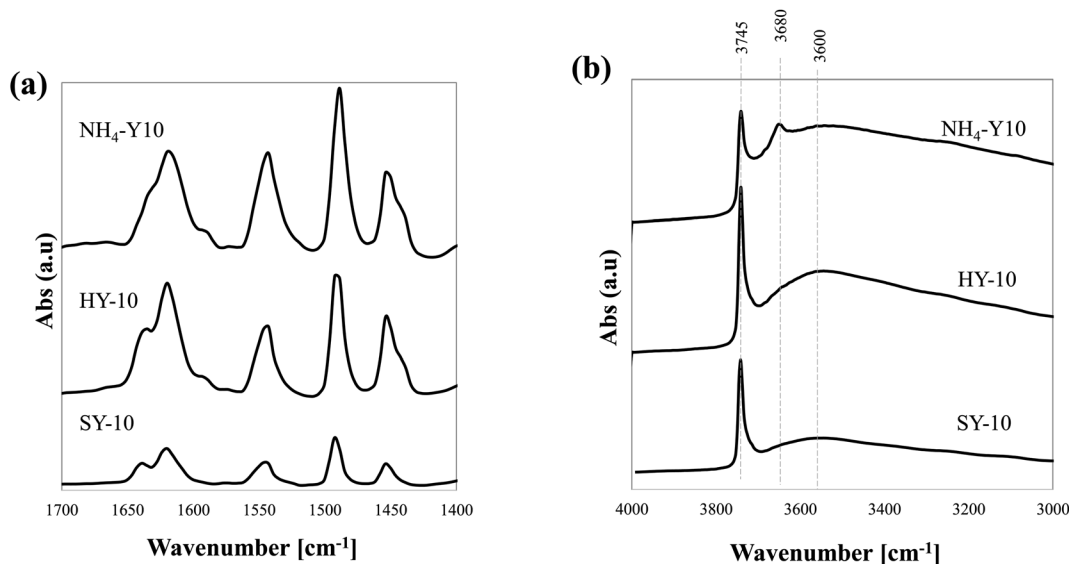 (a)
NH₄-Y10
HY-10
SY-10
Abs (a.u)
1700
1650
1600
1550
1500
1450
1400
Wavenumber [cm⁻¹]
(b)
3745
3680
3600
NH₄-Y10
HY-10
SY-10
Abs (a.u)
4000
3800
3600
3400
3200
3000
Wavenumber [cm⁻¹]